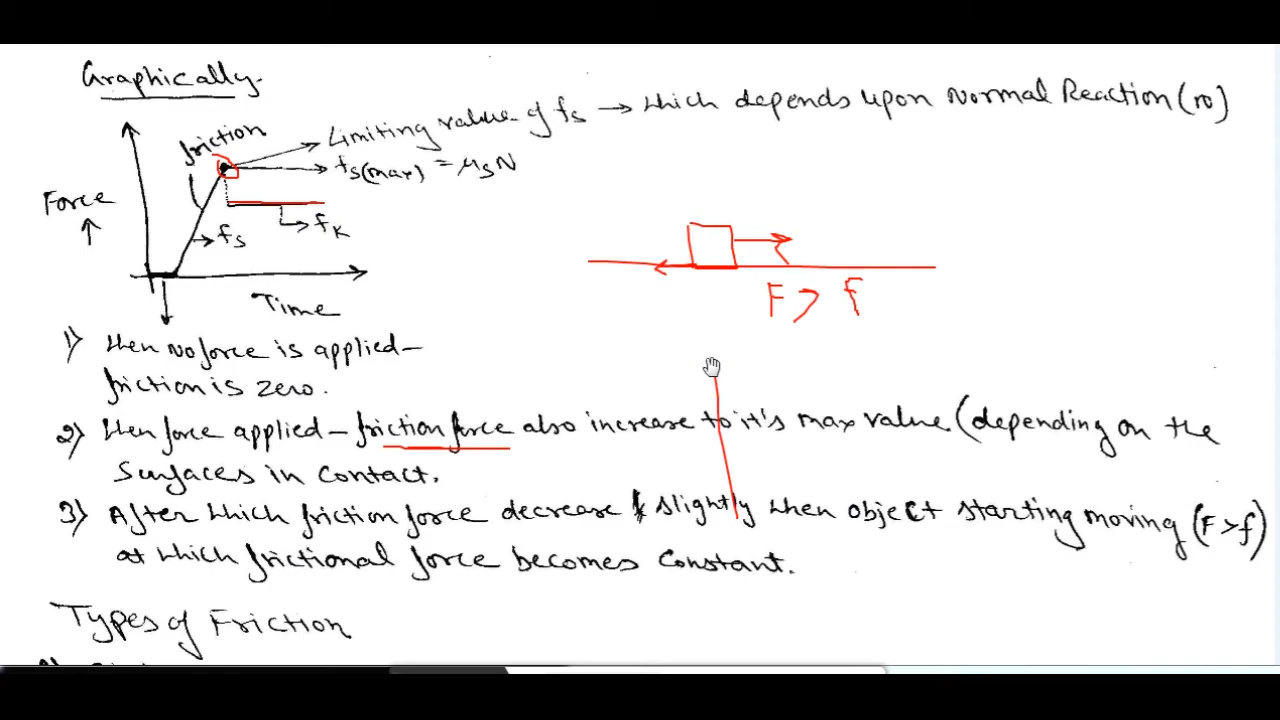 Graphically.
friction
Limiting value of fs → Which depends upon Normal Reaction (N)
fs(max) = μsN
Force
fK
fs
Time
F > f
1) When No force is applied -
friction is zero.
2) When force applied - friction force also increase to it's max value (depending on the
Surfaces in Contact.
3) After Which friction force decrease slightly When object starting moving (F > f)
at which frictional force becomes Constant.
Types of Friction